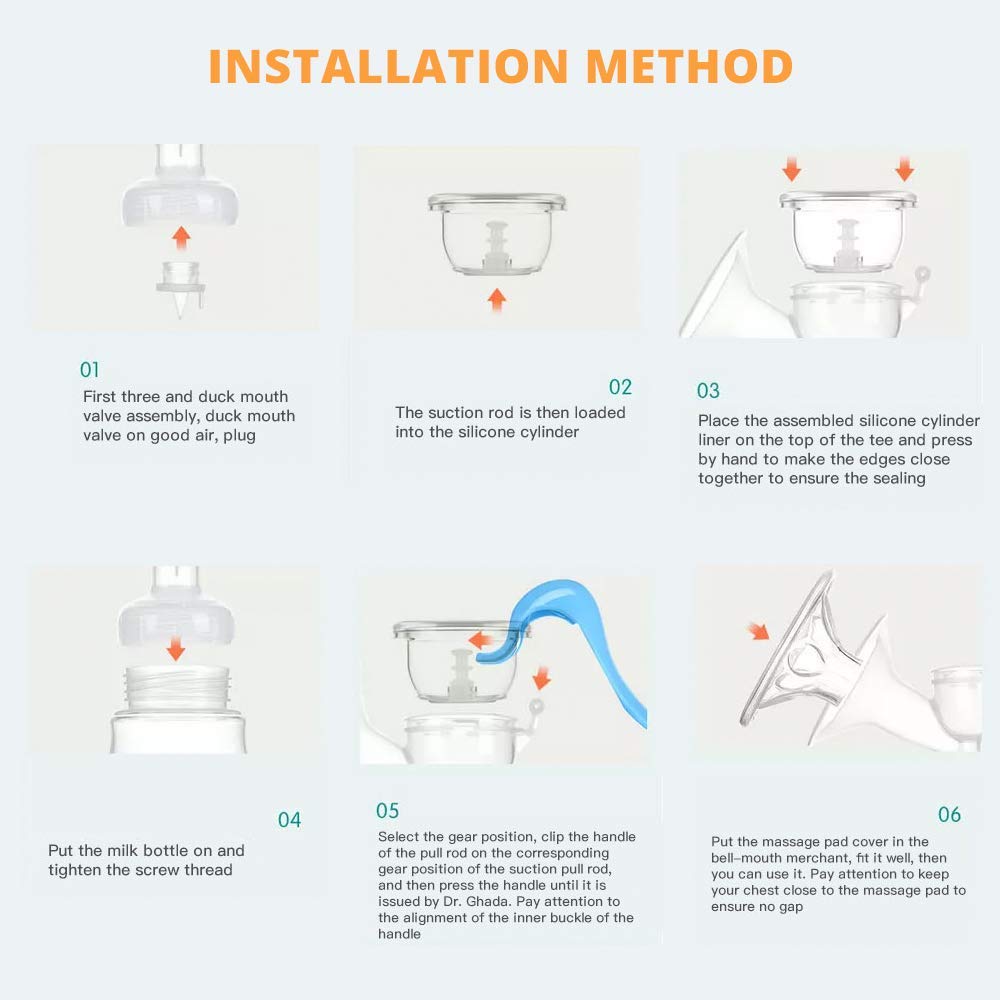 INSTALLATION METHOD
01
First three and duck mouth
valve assembly, duck mouth
valve on good air, plug
02
The suction rod is then loaded
into the silicone cylinder
03
Place the assembled silicone cylinder
liner on the top of the tee and press
by hand to make the edges close
together to ensure the sealing
04
Put the milk bottle on and
tighten the screw thread
05
Select the gear position, clip the handle
of the pull rod on the corresponding
gear position of the suction pull rod,
and then press the handle until it is
issued by Dr. Ghada. Pay attention to
the alignment of the inner buckle of the
handle
06
Put the massage pad cover in the
bell–mouth merchant, fit it well, then
you can use it. Pay attention to keep
your chest close to the massage pad to
ensure no gap